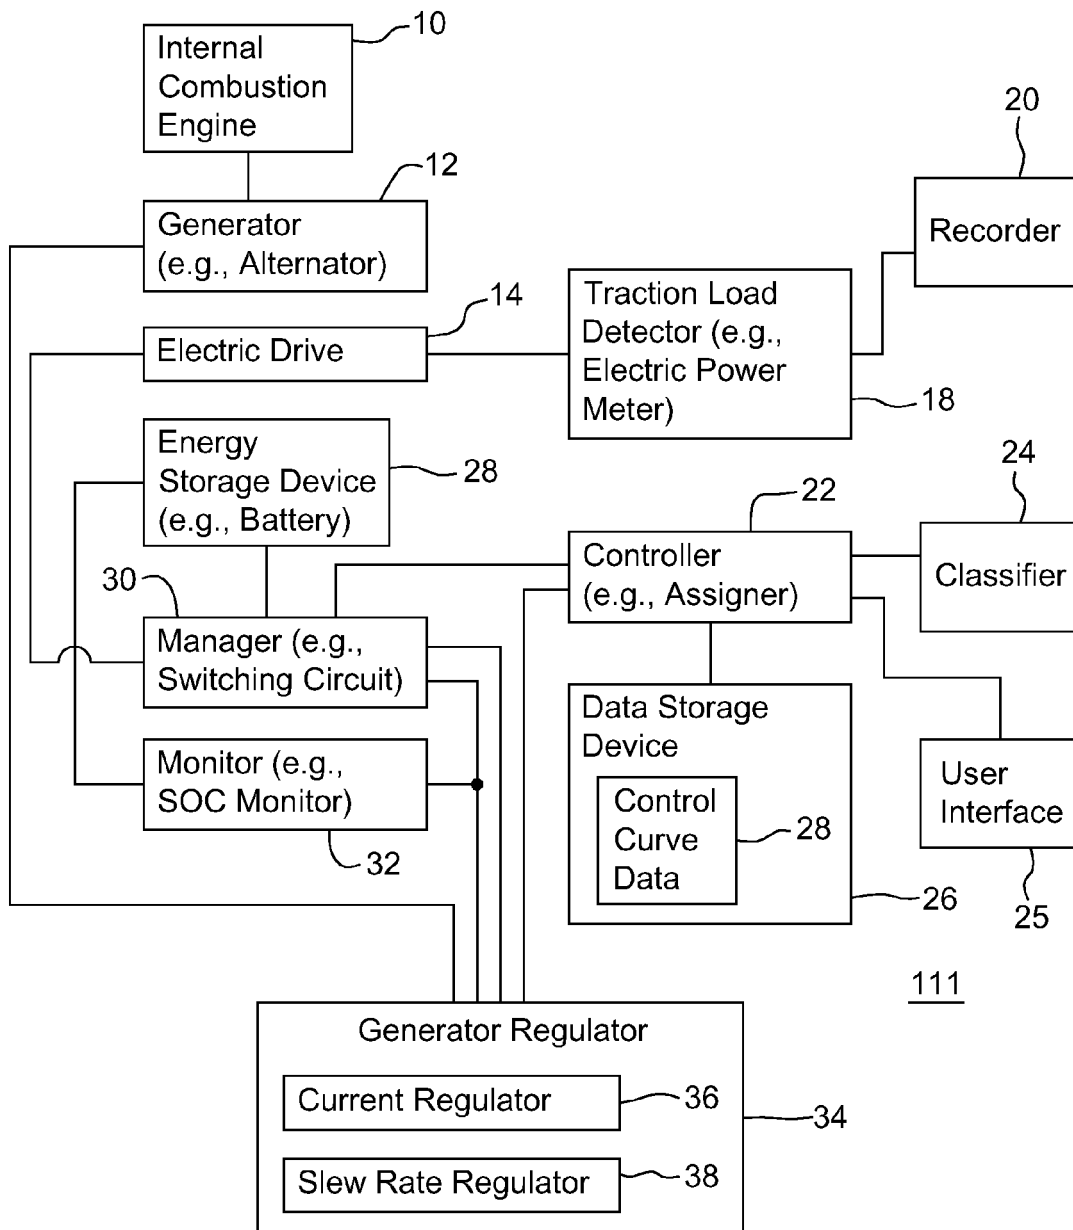 10
Internal
Combustion
Engine
12
Generator
(e.g., Alternator)
14
Electric Drive
Traction Load
Detector (e.g.,
Electric Power
Meter)
18
20
Recorder
Energy
Storage Device
(e.g., Battery)
28
22
Controller
(e.g., Assigner)
24
Classifier
30
Manager (e.g.,
Switching Circuit)
Monitor (e.g.,
SOC Monitor)
32
Data Storage
Device
Control
Curve
Data
28
26
User
Interface
25
111
Generator Regulator
Current Regulator
36
34
Slew Rate Regulator
38